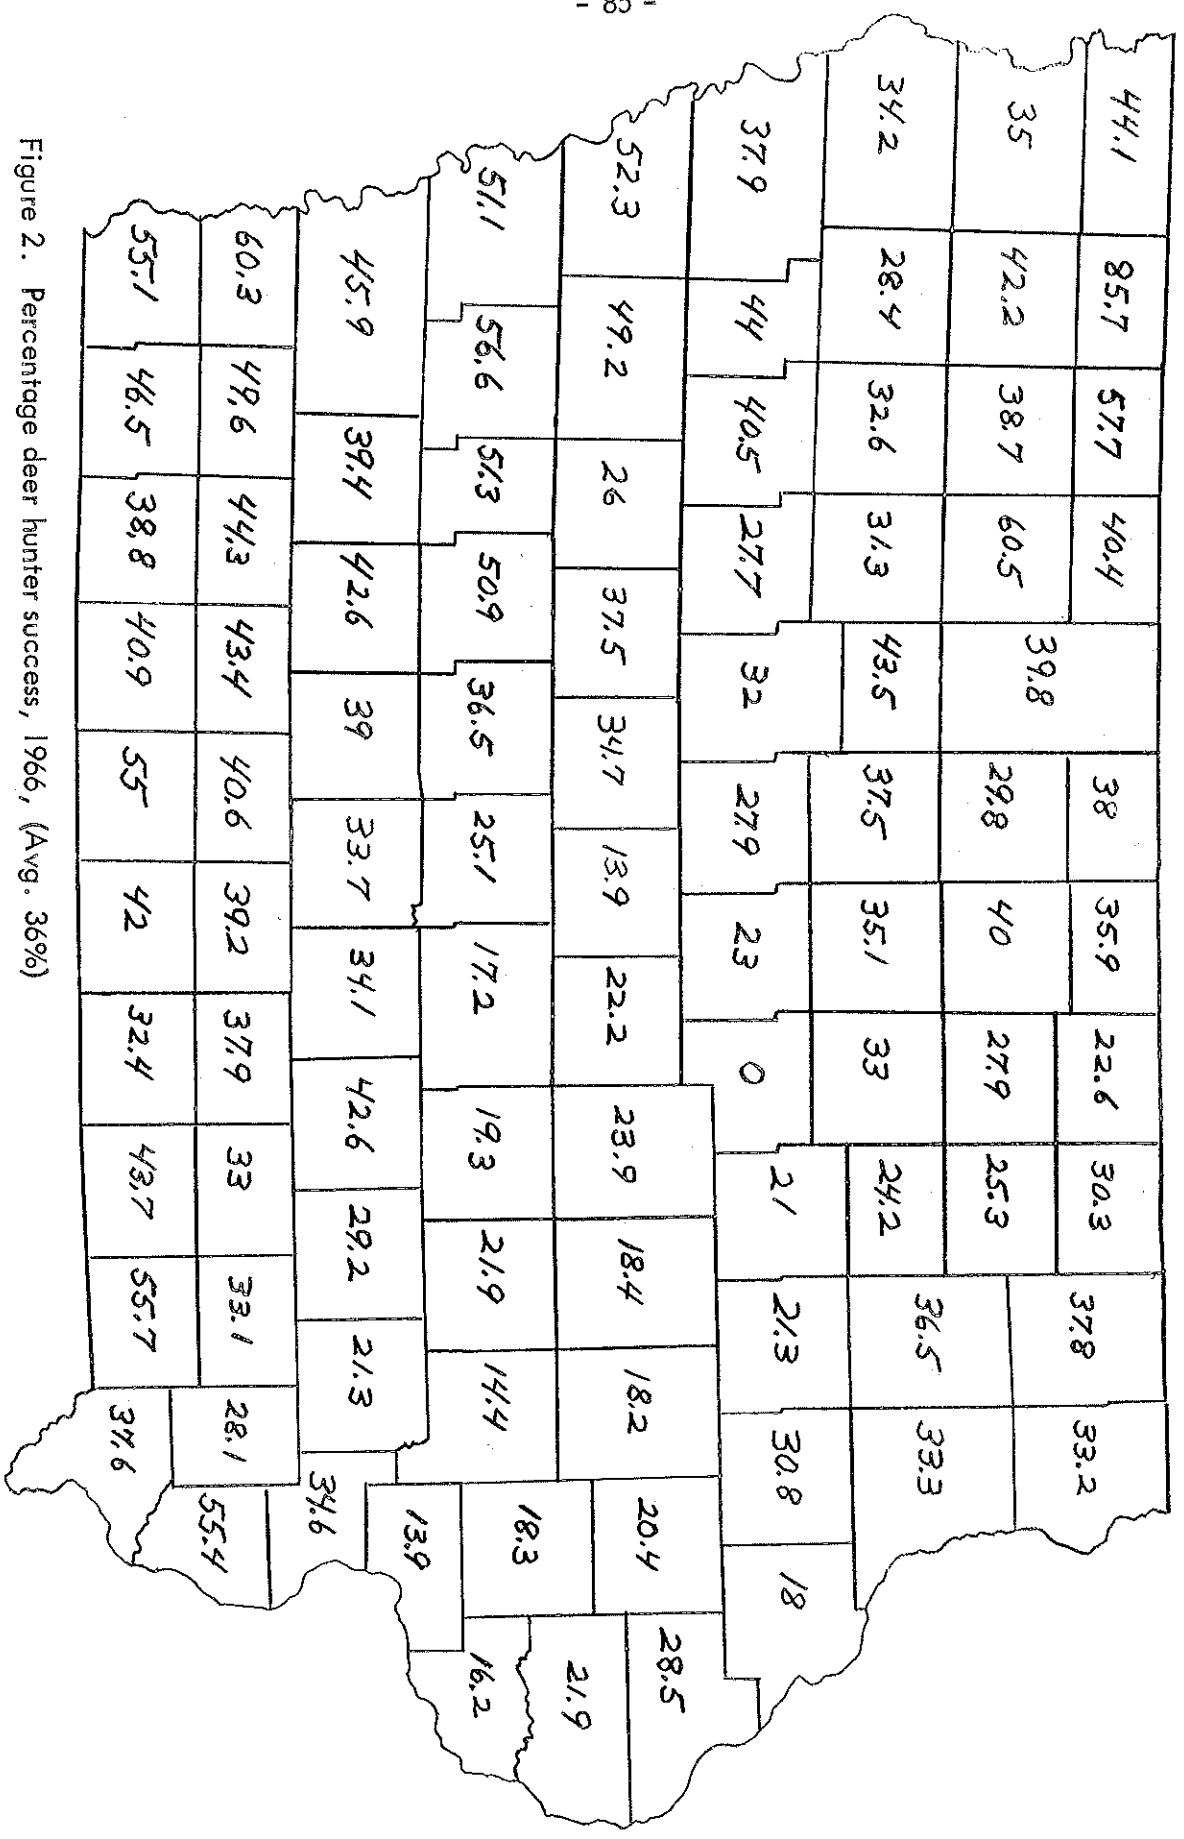 - 85 -
44.1 85.7 57.7 40.4 39.8 38 35.9 22.6 30.3 37.8 33.2
35 42.2 38.7 60.5 29.8 40 27.9 25.3
34.2 28.4 32.6 31.3 43.5 37.5 35.1 33 24.2 36.5 33.3
37.9 44 40.5 27.7 32 27.9 23 0 21 21.3 30.8 18
52.3 49.2 26 37.5 34.7 13.9 22.2 23.9 18.4 18.2 20.4 28.5
51.1 56.6 51.3 50.9 36.5 25.1 17.2 19.3 21.9 14.4 18.3 21.9
13.9 16.2
45.9 39.4 42.6 39 33.7 34.1 42.6 29.2 21.3 34.6
60.3 49.6 44.3 43.4 40.6 39.2 37.9 33 33.1 28.1 55.4
55.1 46.5 38.8 40.9 55 42 32.4 43.7 55.7 37.6
Figure 2. Percentage deer hunter success, 1966, (Avg. 36%)